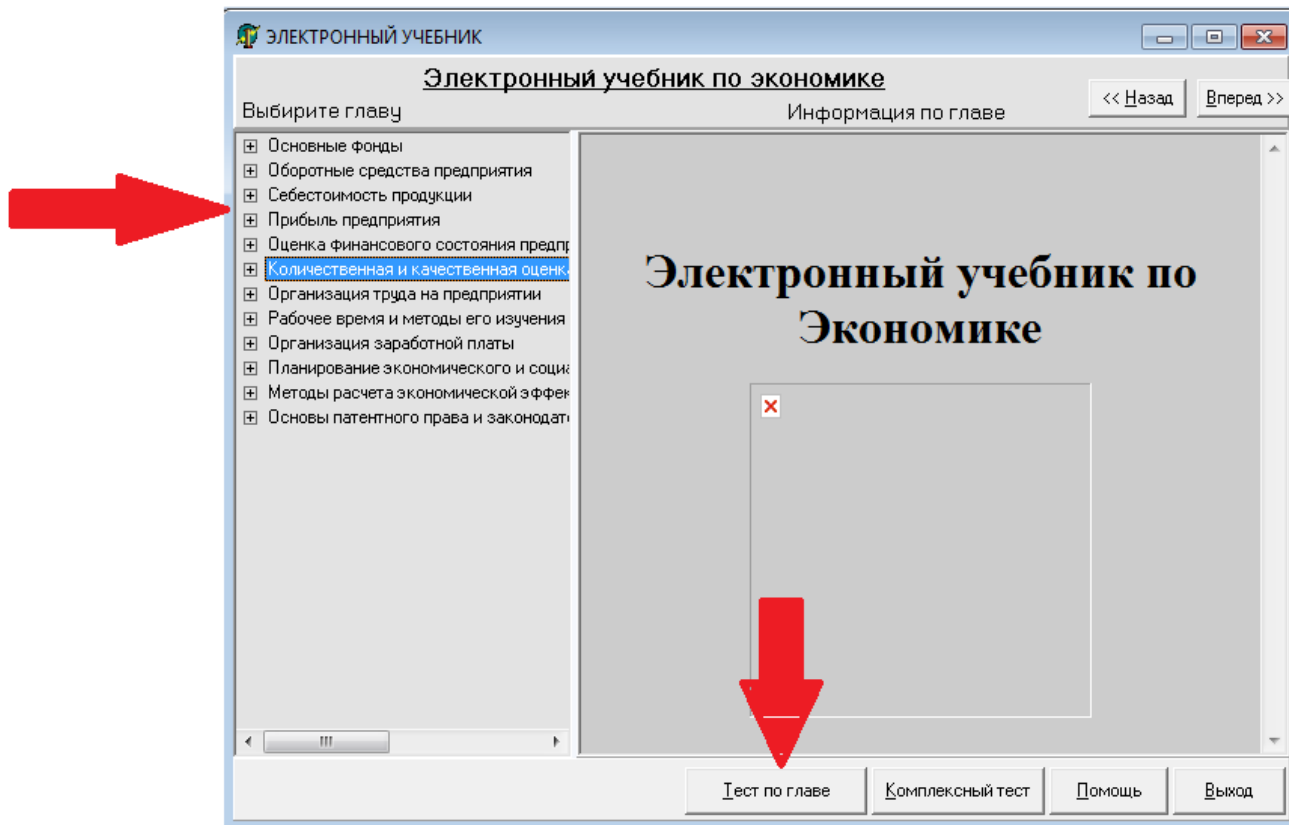 ЭЛЕКТРОННЫЙ УЧЕБНИК
Электронный учебник по экономике
Выбирите главу
Информация по главе
<< Назад
Вперед >>
Основные фонды
Оборотные средства предприятия
Себестоимость продукции
Прибыль предприятия
Оценка финансового состояния предпр
Количественная и качественная оценка
Организация труда на предприятии
Рабочее время и методы его изучения
Организация заработной платы
Планирование экономического и социа
Методы расчета экономической эффек
Основы патентного права и законодат
Электронный учебник по
Экономике
Тест по главе
Комплексный тест
Помощь
Выход